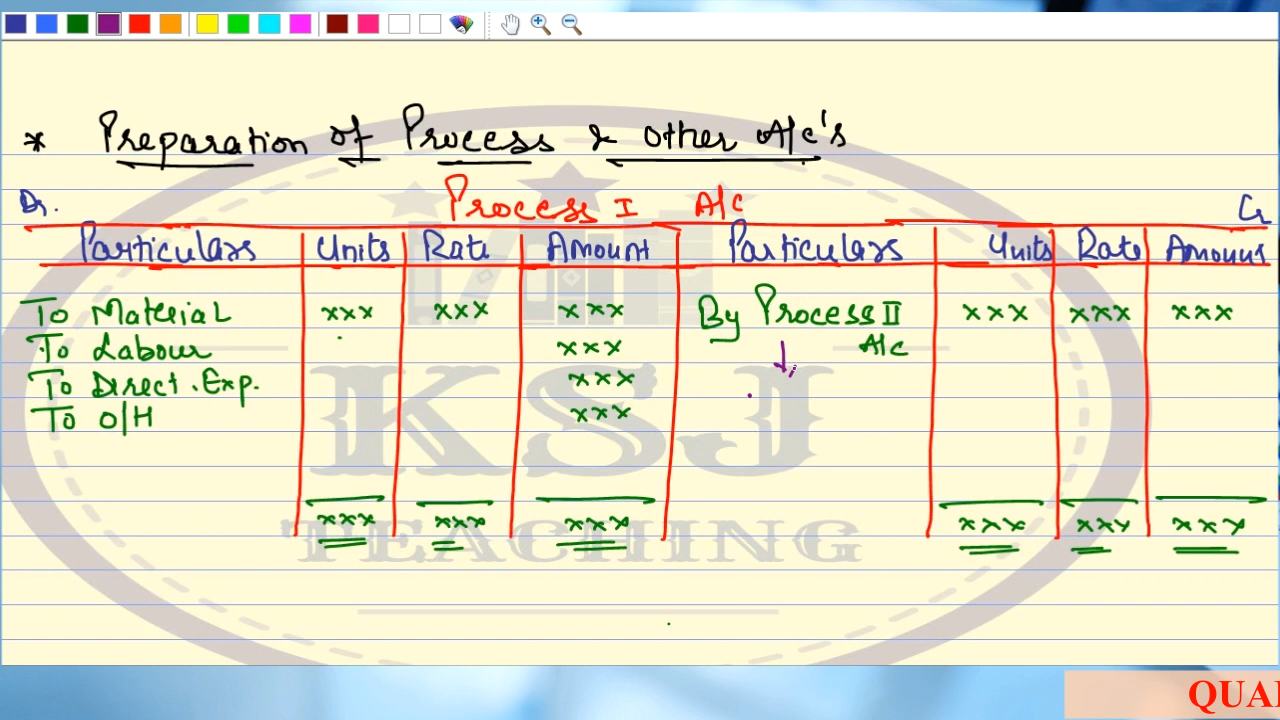 * Preparation of Process & other A/c's
Dr. Process I A/c Cr
Particulars Units Rate Amount Particulars Units Rate Amount
To Material xxx xxx xxx By Process II xxx xxx xxx
To Labour xxx A/c
To Direct Exp. xxx
To O/H xxx
xxx xxx xxx xxx xxx xxx
KSJ
TEACHING
QUA